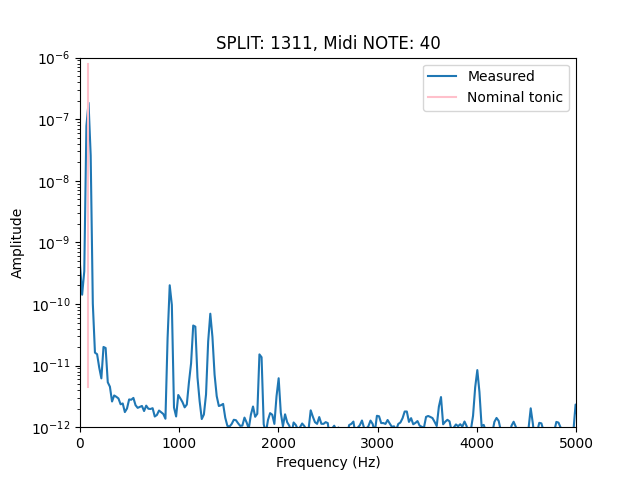 SPLIT: 1311, Midi NOTE: 40
Measured
Nominal tonic
10⁻⁶
10⁻⁷
10⁻⁸
10⁻⁹
10⁻¹⁰
10⁻¹¹
10⁻¹²
Amplitude
0 1000 2000 3000 4000 5000
Frequency (Hz)